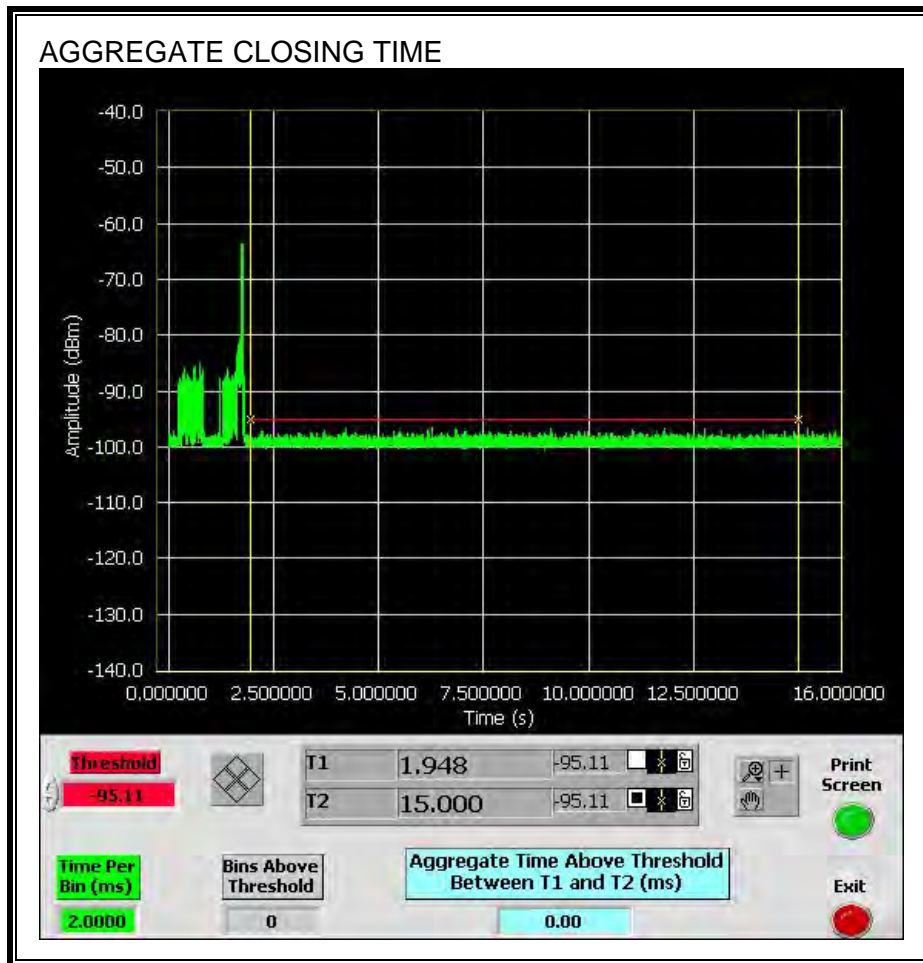 AGGREGATE CLOSING TIME
-40.0
-50.0
-60.0
-70.0
-80.0
-90.0
-100.0
-110.0
-120.0
-130.0
-140.0
Amplitude (dBm)
0.000000 2.500000 5.000000 7.500000 10.000000 12.500000 16.000000
Time (s)
Threshold
-95.11
T1 1.948 -95.11
T2 15.000 -95.11
Print
Screen
Time Per
Bin (ms)
2.0000
Bins Above
Threshold
0
Aggregate Time Above Threshold
Between T1 and T2 (ms)
0.00
Exit